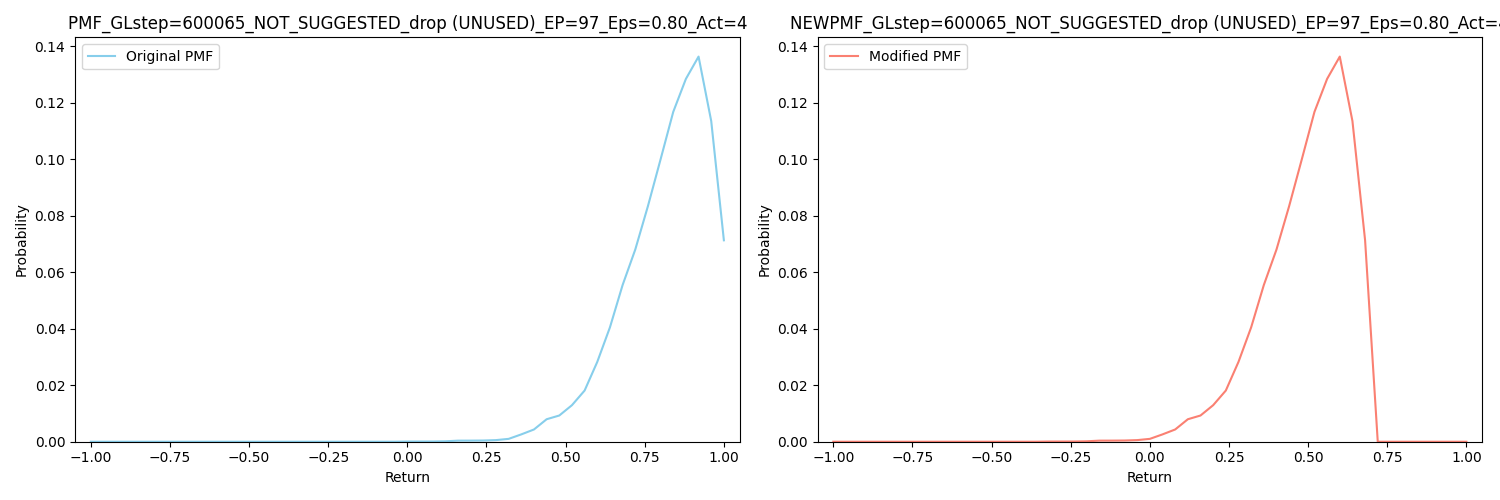 PMF_GLstep=600065_NOT_SUGGESTED_drop (UNUSED)_EP=97_Eps=0.80_Act=4
Original PMF
Probability
0.14
0.12
0.10
0.08
0.06
0.04
0.02
0.00
−1.00 −0.75 −0.50 −0.25 0.00 0.25 0.50 0.75 1.00
Return
NEWPMF_GLstep=600065_NOT_SUGGESTED_drop (UNUSED)_EP=97_Eps=0.80_Act=
Modified PMF
Probability
0.14
0.12
0.10
0.08
0.06
0.04
0.02
0.00
−1.00 −0.75 −0.50 −0.25 0.00 0.25 0.50 0.75 1.00
Return